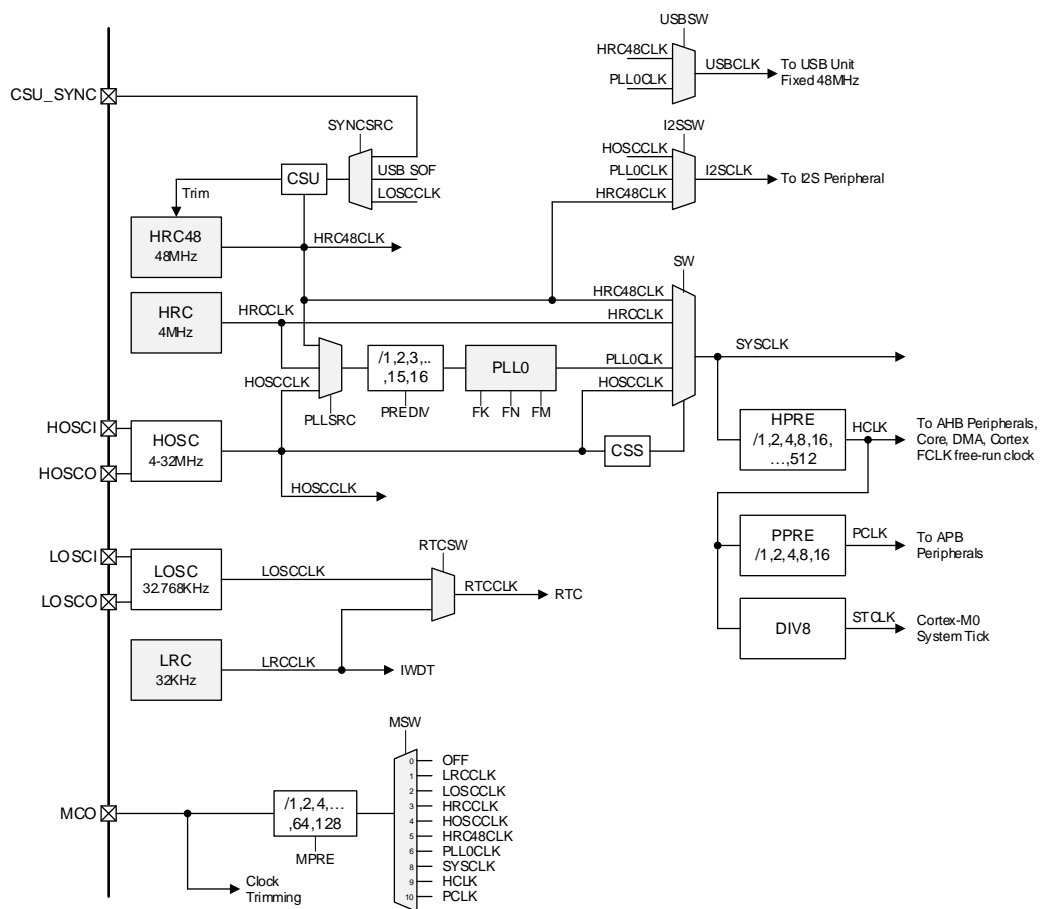 USBSW
HRC48CLK
PLL0CLK
USBCLK
To USB Unit
Fixed 48MHz
CSU_SYNC
SYNCSRC
USB SOF
LOSCCLK
CSU
Trim
I2SSW
HOSCCLK
PLL0CLK
HRC48CLK
I2SCLK
To I2S Peripheral
HRC48
48MHz
HRC48CLK
HRC
4MHz
HRCCLK
SW
HRC48CLK
HRCCLK
PLL0CLK
HOSCCLK
SYSCLK
HOSCCLK
PLLSRC
/1,2,3,..
,15,16
PREDIV
PLL0
FK
FN
FM
HOSCI
HOSCO
HOSC
4-32MHz
HOSCCLK
CSS
HPRE
/1,2,4,8,16,
...,512
HCLK
To AHB Peripherals,
Core, DMA, Cortex
FCLK free-run clock
PPRE
/1,2,4,8,16
PCLK
To APB
Peripherals
DIV8
STCLK
Cortex-M0
System Tick
LOSCI
LOSCO
LOSC
32.768KHz
LOSCCLK
RTCSW
RTCCLK
RTC
LRC
32KHz
LRCCLK
IWDT
MCO
/1,2,4,...
,64,128
MPRE
Clock
Trimming
MSW
0 OFF
1 LRCCLK
2 LOSCCLK
3 HRCCLK
4 HOSCCLK
5 HRC48CLK
6 PLL0CLK
8 SYSCLK
9 HCLK
10 PCLK